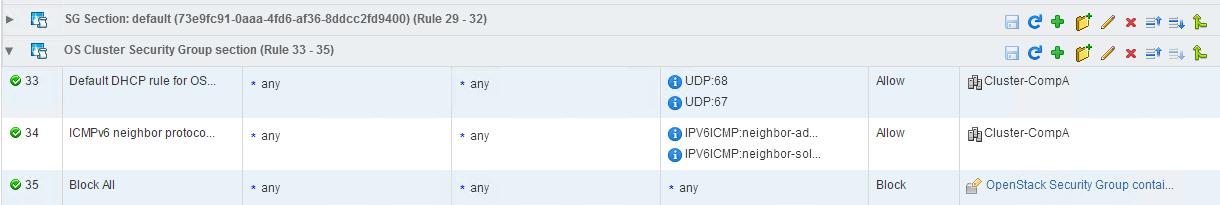 SG Section: default (73e9fc91-0aaa-4fd6-af36-8ddcc2fd9400) (Rule 29 - 32)
OS Cluster Security Group section (Rule 33 - 35)
33 Default DHCP rule for OS... * any * any UDP:68 Allow Cluster-CompA
UDP:67
34 ICMPv6 neighbor protoco... * any * any IPV6ICMP:neighbor-ad... Allow Cluster-CompA
IPV6ICMP:neighbor-sol...
35 Block All * any * any * any Block OpenStack Security Group contai...